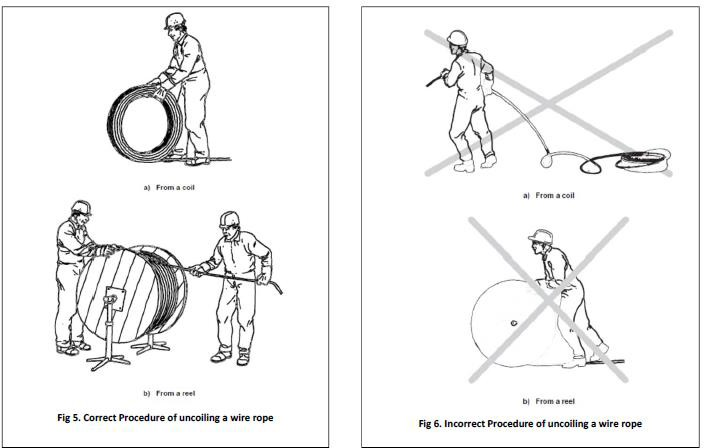 a) From a coil
b) From a reel
Fig 5. Correct Procedure of uncoiling a wire rope
a) From a coil
b) From a reel
Fig 6. Incorrect Procedure of uncoiling a wire rope